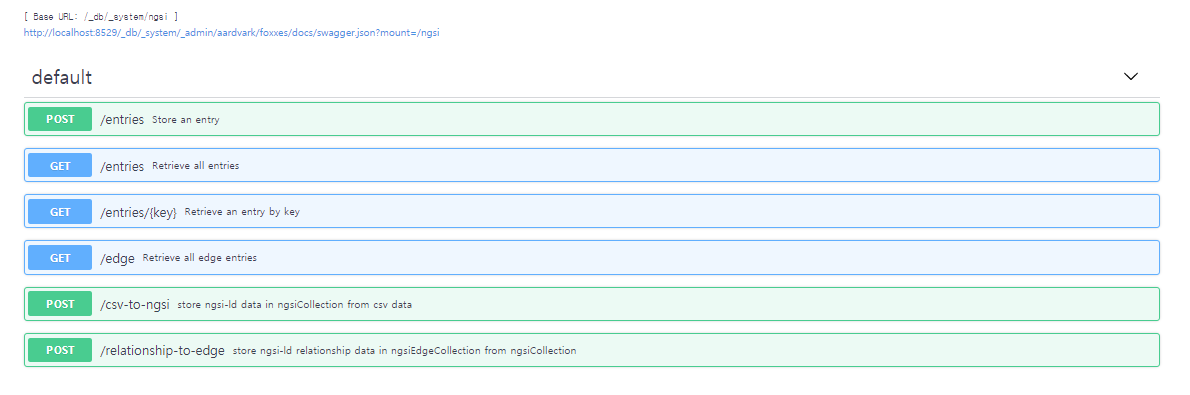 [ Base URL: /_db/_system/ngsi ]
http://localhost:8529/_db/_system/_admin/aardvark/foxxes/docs/swagger.json?mount=/ngsi
default
POST /entries Store an entry
GET /entries Retrieve all entries
GET /entries/{key} Retrieve an entry by key
GET /edge Retrieve all edge entries
POST /csv-to-ngsi store ngsi-ld data in ngsiCollection from csv data
POST /relationship-to-edge store ngsi-ld relationship data in ngsiEdgeCollection from ngsiCollection